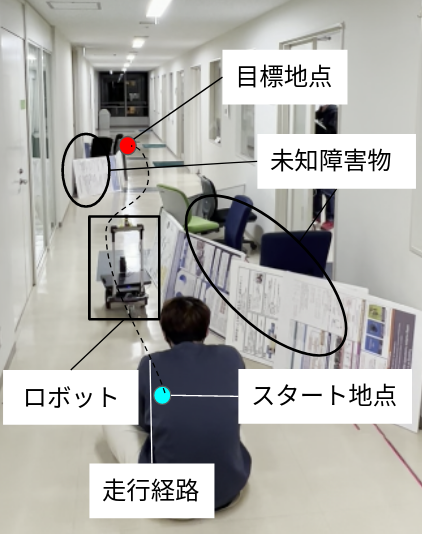 目標地点
未知障害物
ロボット
スタート地点
走行経路